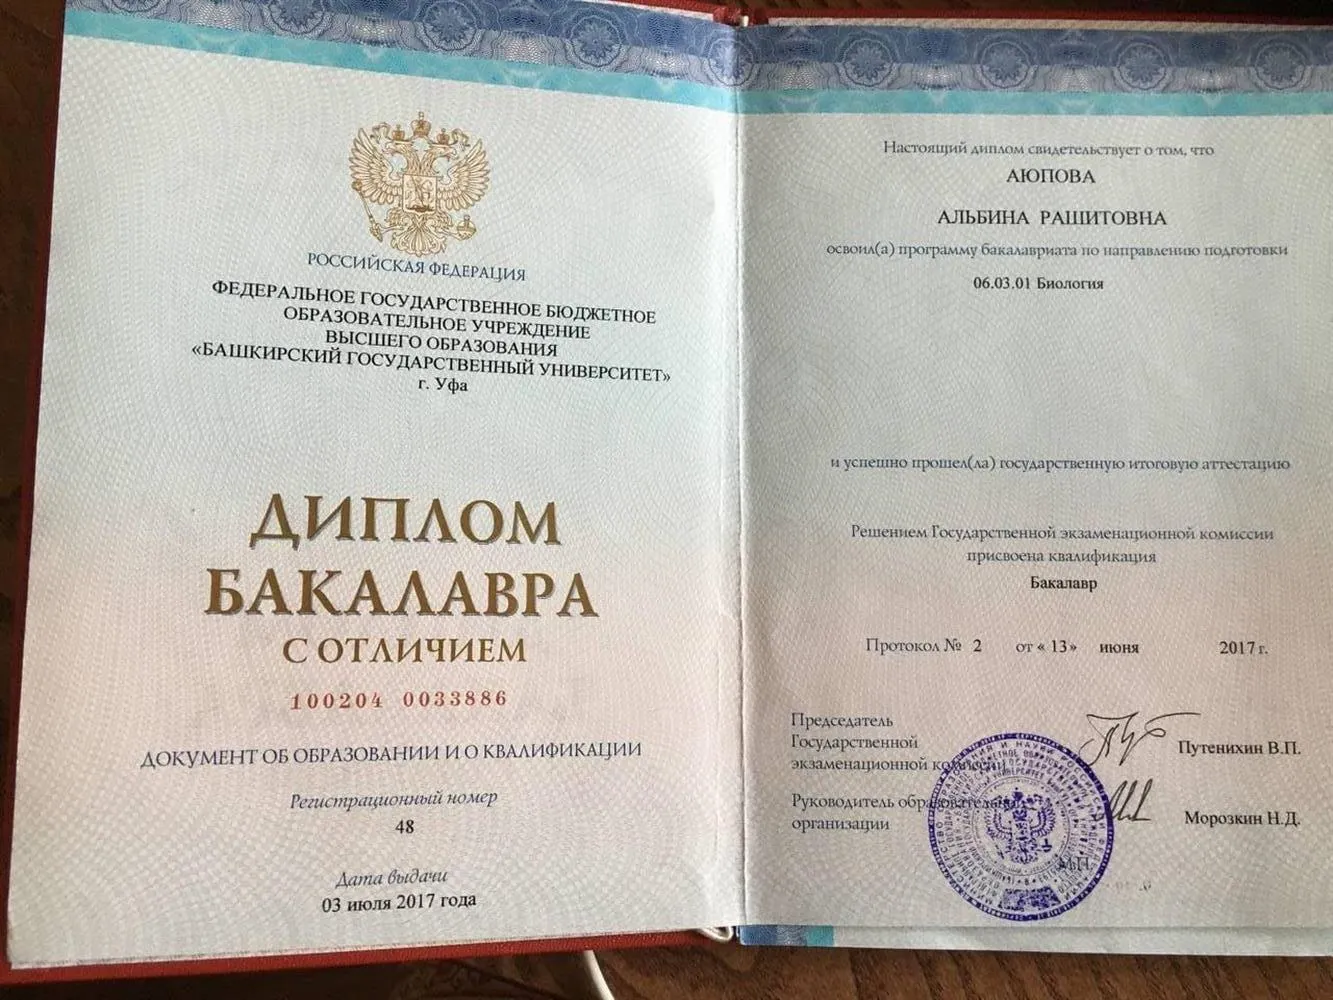 РОССИЙСКАЯ ФЕДЕРАЦИЯ
ФЕДЕРАЛЬНОЕ ГОСУДАРСТВЕННОЕ БЮДЖЕТНОЕ
ОБРАЗОВАТЕЛЬНОЕ УЧРЕЖДЕНИЕ
ВЫСШЕГО ОБРАЗОВАНИЯ
«БАШКИРСКИЙ ГОСУДАРСТВЕННЫЙ УНИВЕРСИТЕТ»
г. Уфа
ДИПЛОМ
БАКАЛАВРА
С ОТЛИЧИЕМ
100204 0033886
ДОКУМЕНТ ОБ ОБРАЗОВАНИИ И О КВАЛИФИКАЦИИ
Регистрационный номер
48
Дата выдачи
03 июля 2017 года
Настоящий диплом свидетельствует о том, что
АЮПОВА
АЛЬБИНА РАШИТОВНА
освоил(а) программу бакалавриата по направлению подготовки
06.03.01 Биология
и успешно прошел(ла) государственную итоговую аттестацию
Решением Государственной экзаменационной комиссии
присвоена квалификация
Бакалавр
Протокол № 2 от « 13» июня 2017 г.
Председатель
Государственной
экзаменационной комиссии
Путенихин В.П.
Руководитель образовательной
организации
Морозкин Н.Д.
М.П.